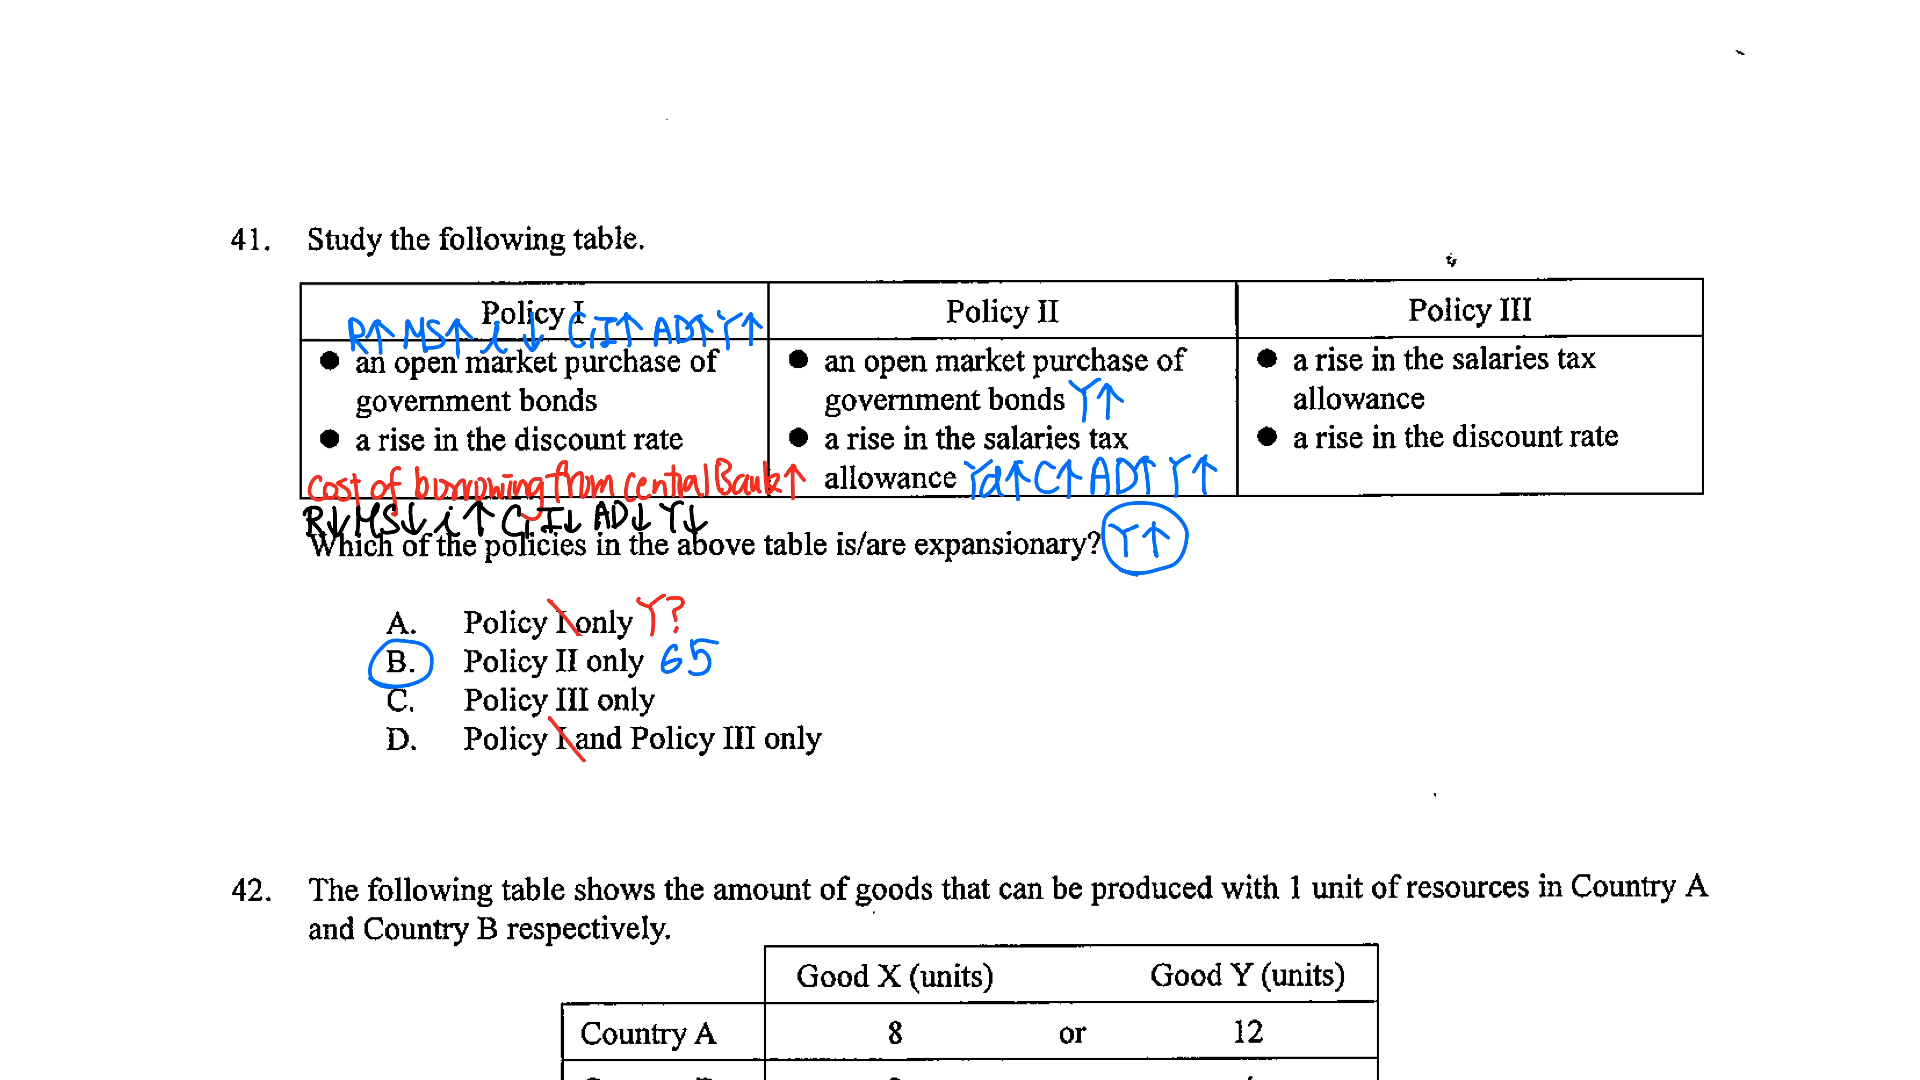 41. Study the following table.
Policy I Policy II Policy III
R↑ MS↑ i↓ C,I↑ AD↑ Y↑
● an open market purchase of government bonds
● a rise in the discount rate
cost of burrowing from central Bank↑
R↓ MS↓ i↑ C,I↓ AD↓ Y↓
● an open market purchase of government bonds Y↑
● a rise in the salaries tax allowance Yd↑ C↑ AD↑ Y↑
● a rise in the salaries tax allowance
● a rise in the discount rate
Which of the policies in the above table is/are expansionary? Y↑
A. Policy I only Y?
B. Policy II only 65
C. Policy III only
D. Policy I and Policy III only
42. The following table shows the amount of goods that can be produced with 1 unit of resources in Country A
and Country B respectively.
Good X (units) Good Y (units)
Country A 8 or 12